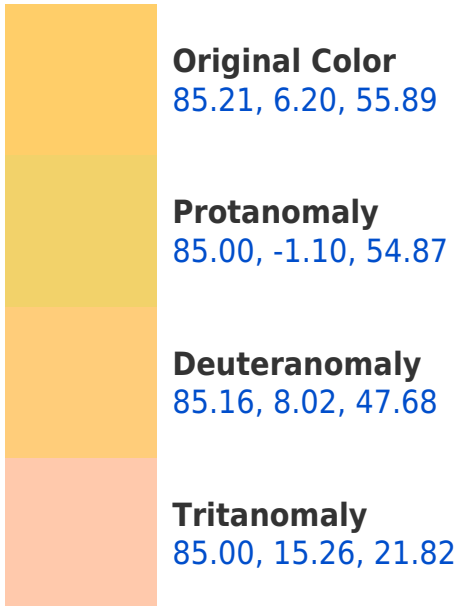 Original Color
85.21, 6.20, 55.89
Protanomaly
85.00, -1.10, 54.87
Deuteranomaly
85.16, 8.02, 47.68
Tritanomaly
85.00, 15.26, 21.82